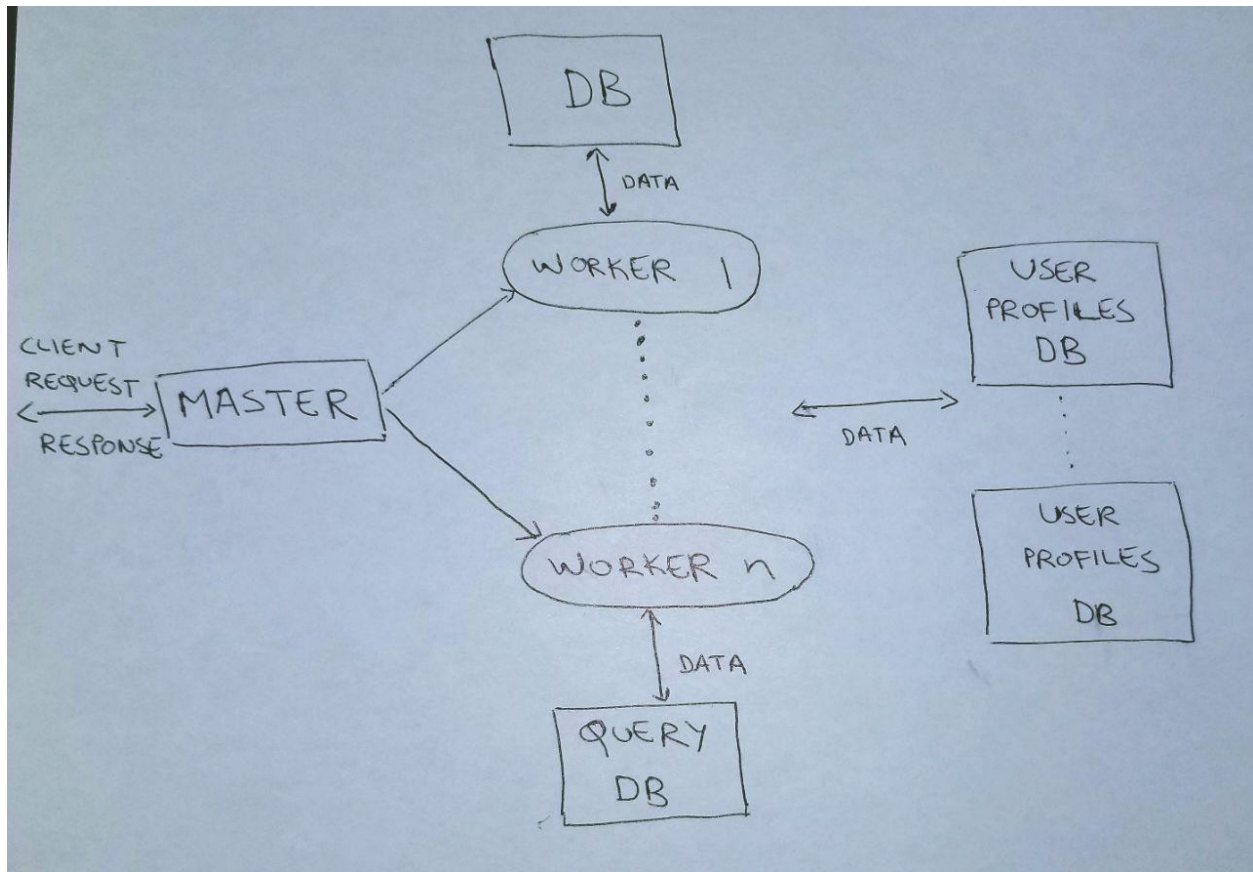 DB
DATA
WORKER 1
USER
PROFILES
DB
CLIENT
REQUEST
RESPONSE
MASTER
DATA
WORKER n
USER
PROFILES
DB
DATA
QUERY
DB